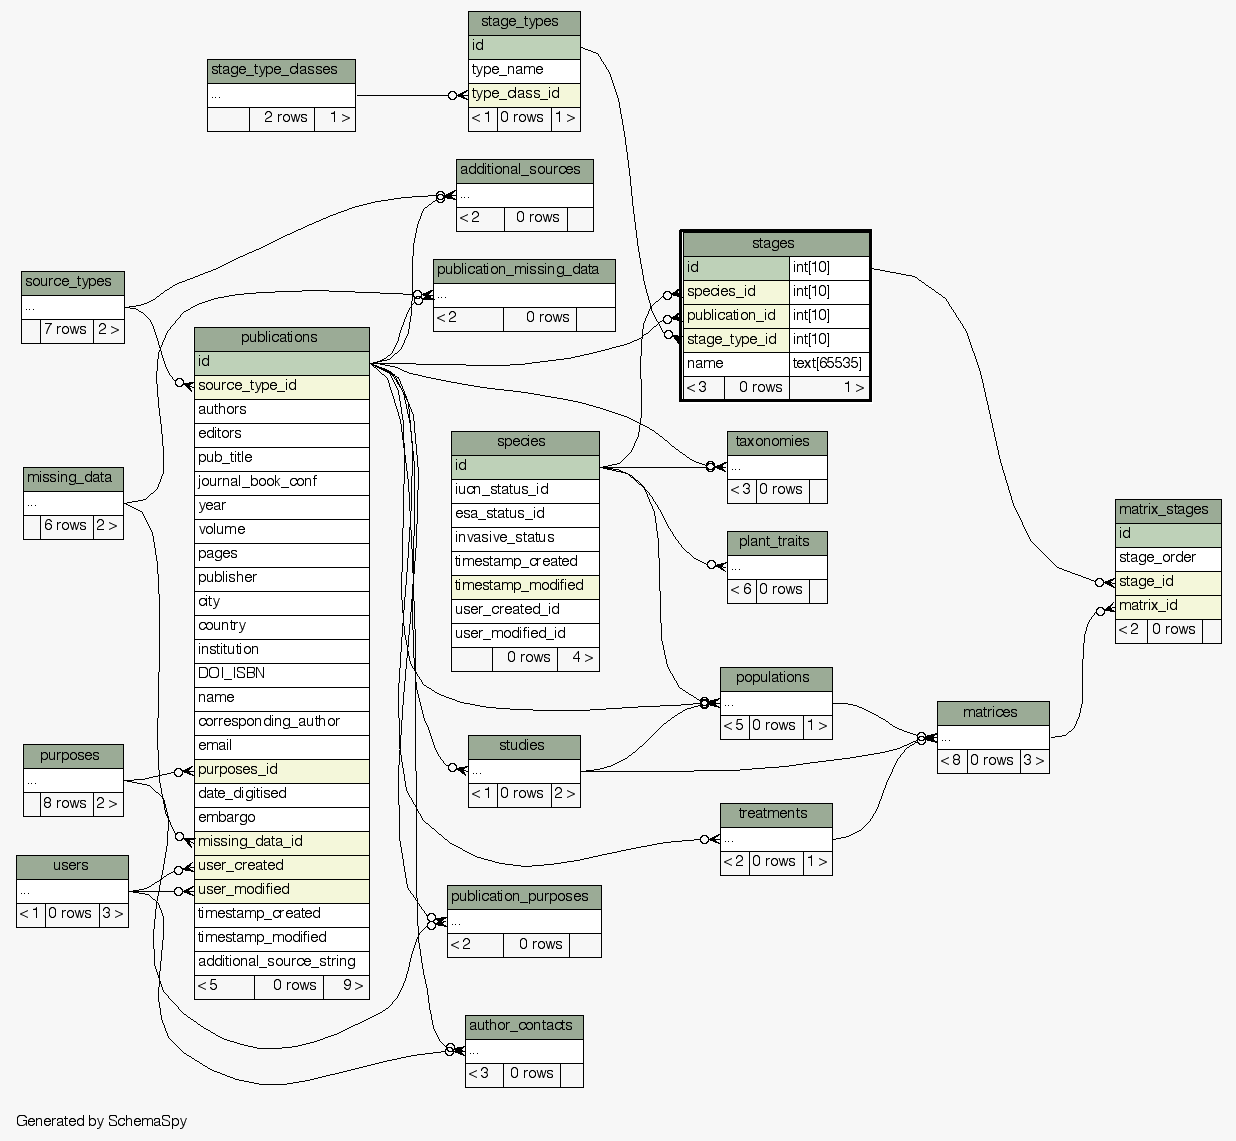 stage_types
id
type_name
type_class_id
< 1 0 rows 1 >
stage_type_classes
...
2 rows 1 >
additional_sources
...
< 2 0 rows
stages
id int[10]
species_id int[10]
publication_id int[10]
stage_type_id int[10]
name text[65535]
< 3 0 rows 1 >
publication_missing_data
...
< 2 0 rows
source_types
...
7 rows 2 >
publications
id
source_type_id
authors
editors
pub_title
journal_book_conf
year
volume
pages
publisher
city
country
institution
DOI_ISBN
name
corresponding_author
email
purposes_id
date_digitised
embargo
missing_data_id
user_created
user_modified
timestamp_created
timestamp_modified
additional_source_string
< 5 0 rows 9 >
species
id
iucn_status_id
esa_status_id
invasive_status
timestamp_created
timestamp_modified
user_created_id
user_modified_id
0 rows 4 >
taxonomies
...
< 3 0 rows
missing_data
...
6 rows 2 >
plant_traits
...
< 6 0 rows
matrix_stages
id
stage_order
stage_id
matrix_id
< 2 0 rows
populations
...
< 5 0 rows 1 >
matrices
...
< 8 0 rows 3 >
studies
...
< 1 0 rows 2 >
purposes
...
8 rows 2 >
treatments
...
< 2 0 rows 1 >
users
...
< 1 0 rows 3 >
publication_purposes
...
< 2 0 rows
author_contacts
...
< 3 0 rows
Generated by SchemaSpy